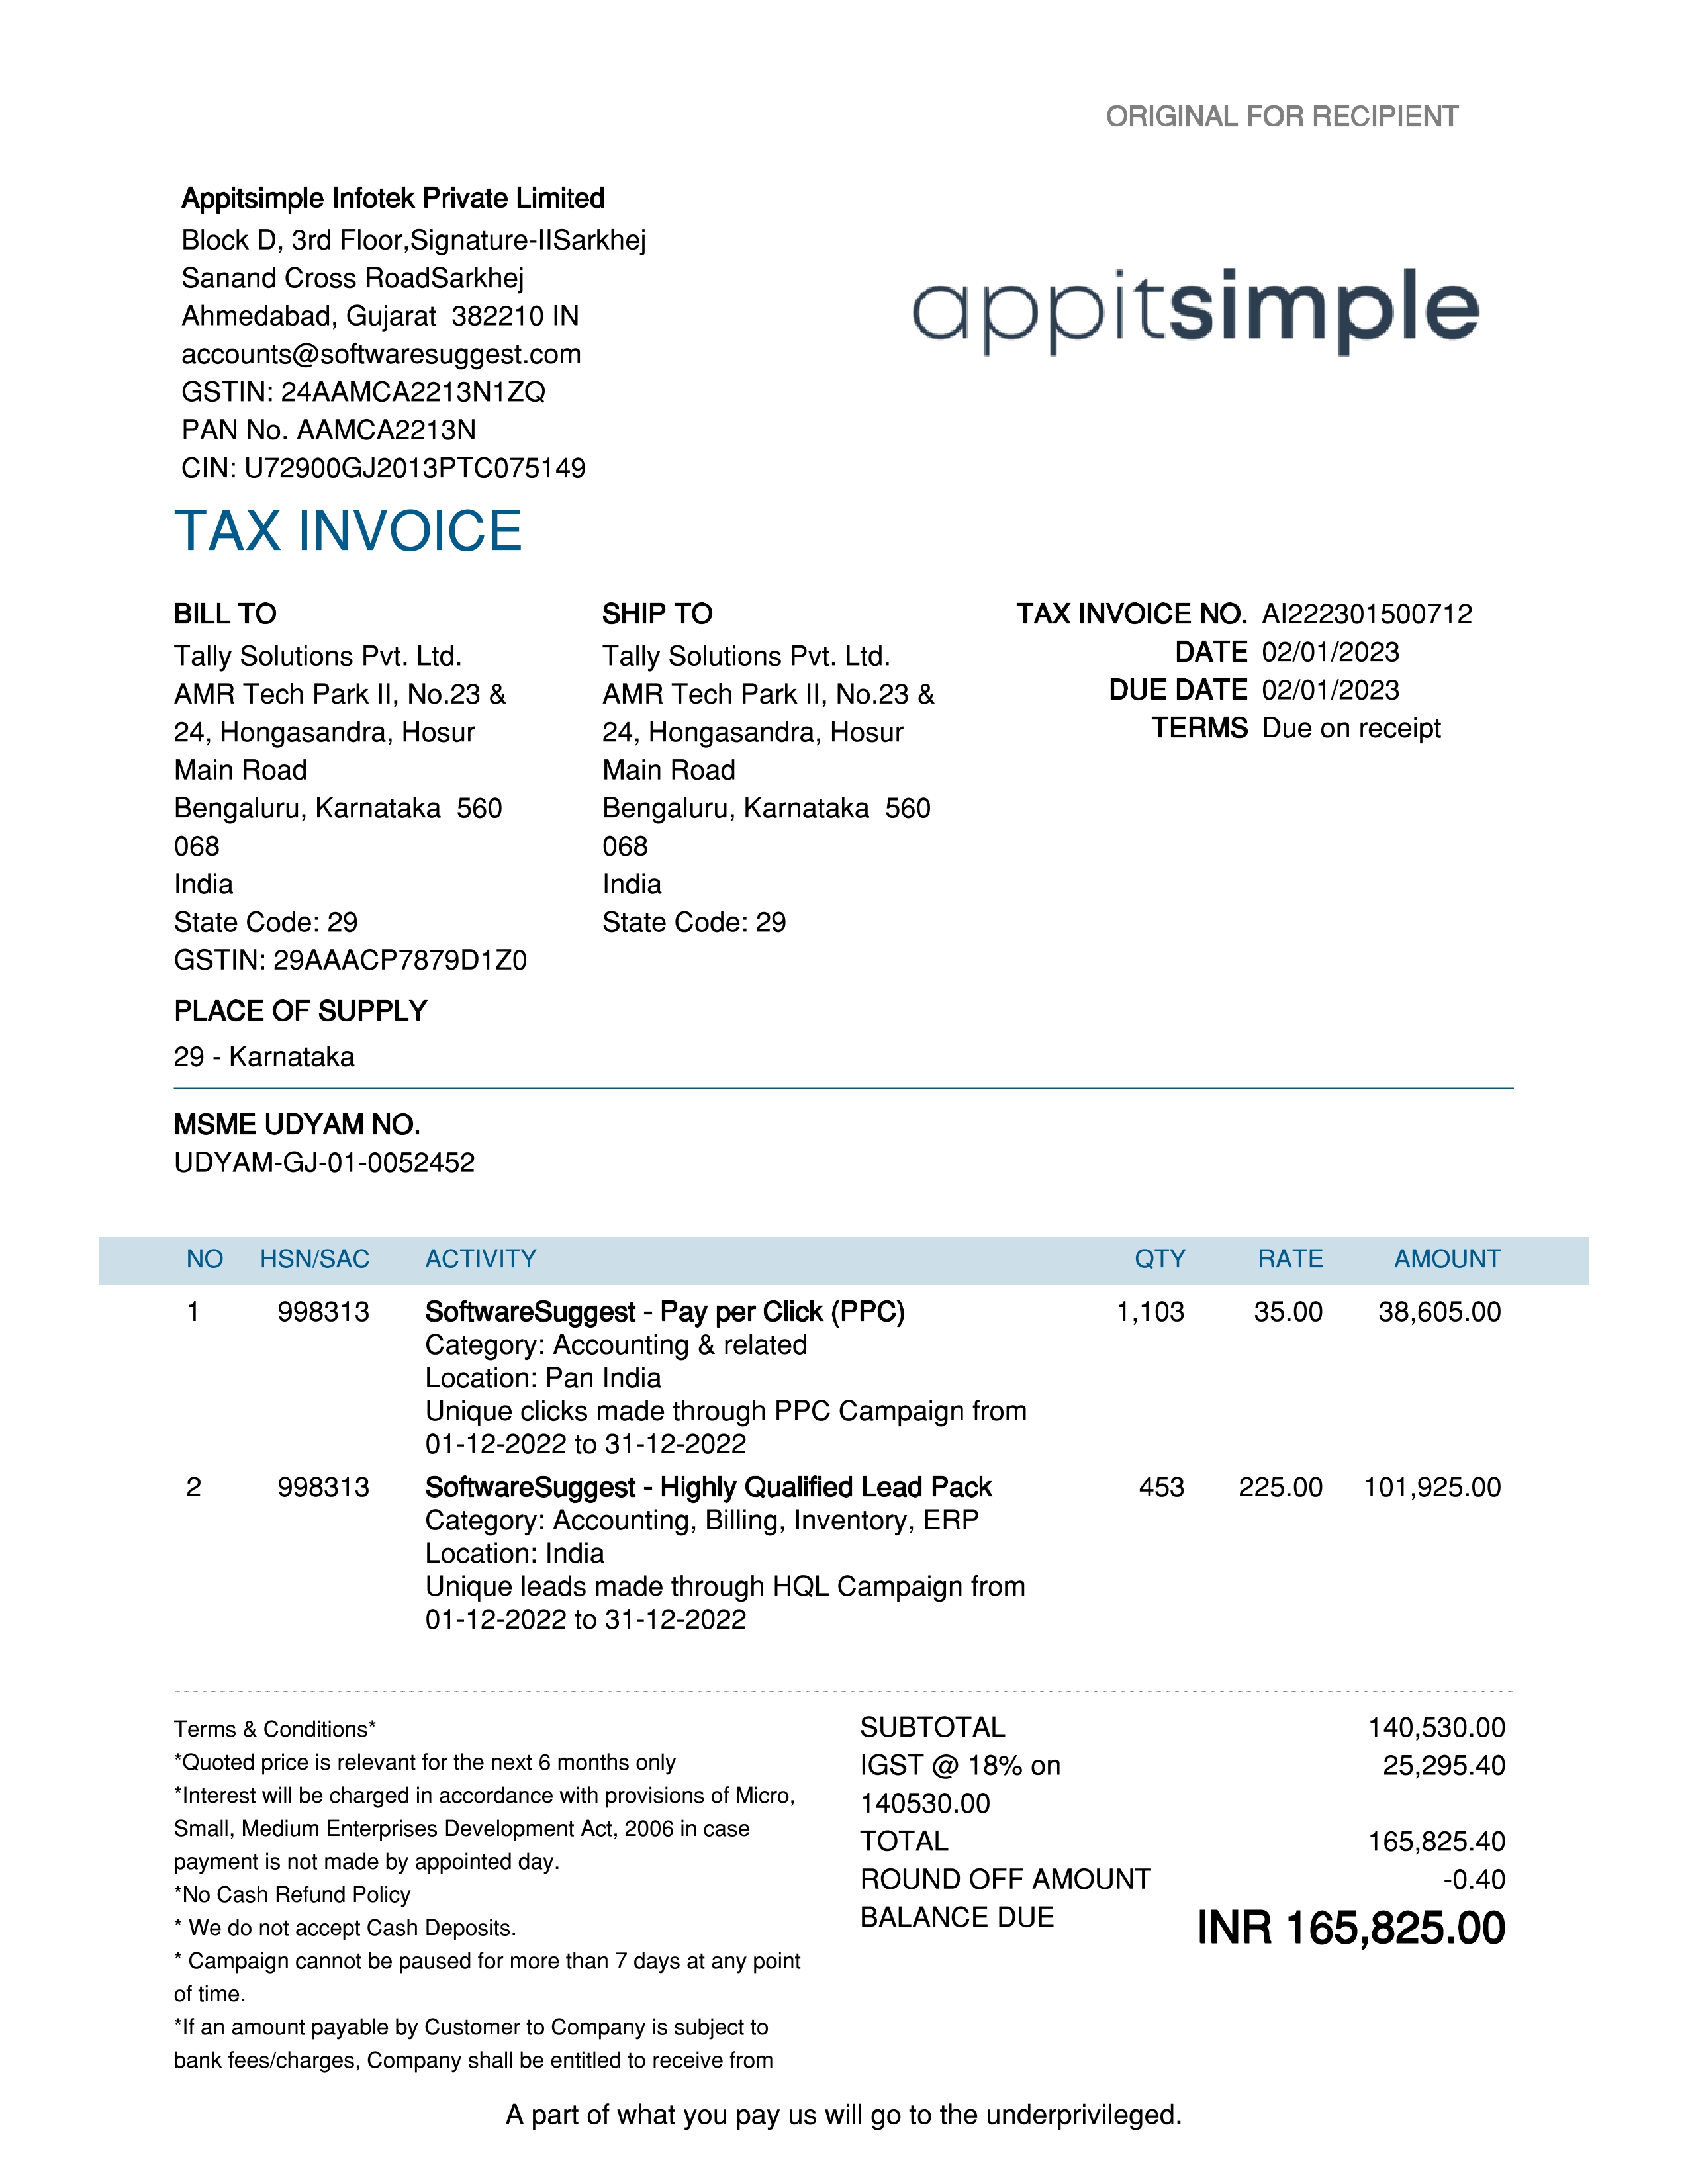 ORIGINAL FOR RECIPIENT
Appitsimple Infotek Private Limited
Block D, 3rd Floor,Signature-IISarkhej
Sanand Cross RoadSarkhej
Ahmedabad, Gujarat 382210 IN
accounts@softwaresuggest.com
GSTIN: 24AAMCA2213N1ZQ
PAN No. AAMCA2213N
CIN: U72900GJ2013PTC075149
appitsimple
TAX INVOICE
BILL TO
Tally Solutions Pvt. Ltd.
AMR Tech Park II, No.23 &
24, Hongasandra, Hosur
Main Road
Bengaluru, Karnataka 560
068
India
State Code: 29
GSTIN: 29AAACP7879D1Z0
SHIP TO
Tally Solutions Pvt. Ltd.
AMR Tech Park II, No.23 &
24, Hongasandra, Hosur
Main Road
Bengaluru, Karnataka 560
068
India
State Code: 29
TAX INVOICE NO. AI222301500712
DATE 02/01/2023
DUE DATE 02/01/2023
TERMS Due on receipt
PLACE OF SUPPLY
29 - Karnataka
MSME UDYAM NO.
UDYAM-GJ-01-0052452
NO HSN/SAC ACTIVITY QTY RATE AMOUNT
1 998313 SoftwareSuggest - Pay per Click (PPC) 1,103 35.00 38,605.00
Category: Accounting & related
Location: Pan India
Unique clicks made through PPC Campaign from
01-12-2022 to 31-12-2022
2 998313 SoftwareSuggest - Highly Qualified Lead Pack 453 225.00 101,925.00
Category: Accounting, Billing, Inventory, ERP
Location: India
Unique leads made through HQL Campaign from
01-12-2022 to 31-12-2022
Terms & Conditions*
*Quoted price is relevant for the next 6 months only
*Interest will be charged in accordance with provisions of Micro,
Small, Medium Enterprises Development Act, 2006 in case
payment is not made by appointed day.
*No Cash Refund Policy
* We do not accept Cash Deposits.
* Campaign cannot be paused for more than 7 days at any point
of time.
*If an amount payable by Customer to Company is subject to
bank fees/charges, Company shall be entitled to receive from
SUBTOTAL 140,530.00
IGST @ 18% on 25,295.40
140530.00
TOTAL 165,825.40
ROUND OFF AMOUNT -0.40
BALANCE DUE INR 165,825.00
A part of what you pay us will go to the underprivileged.